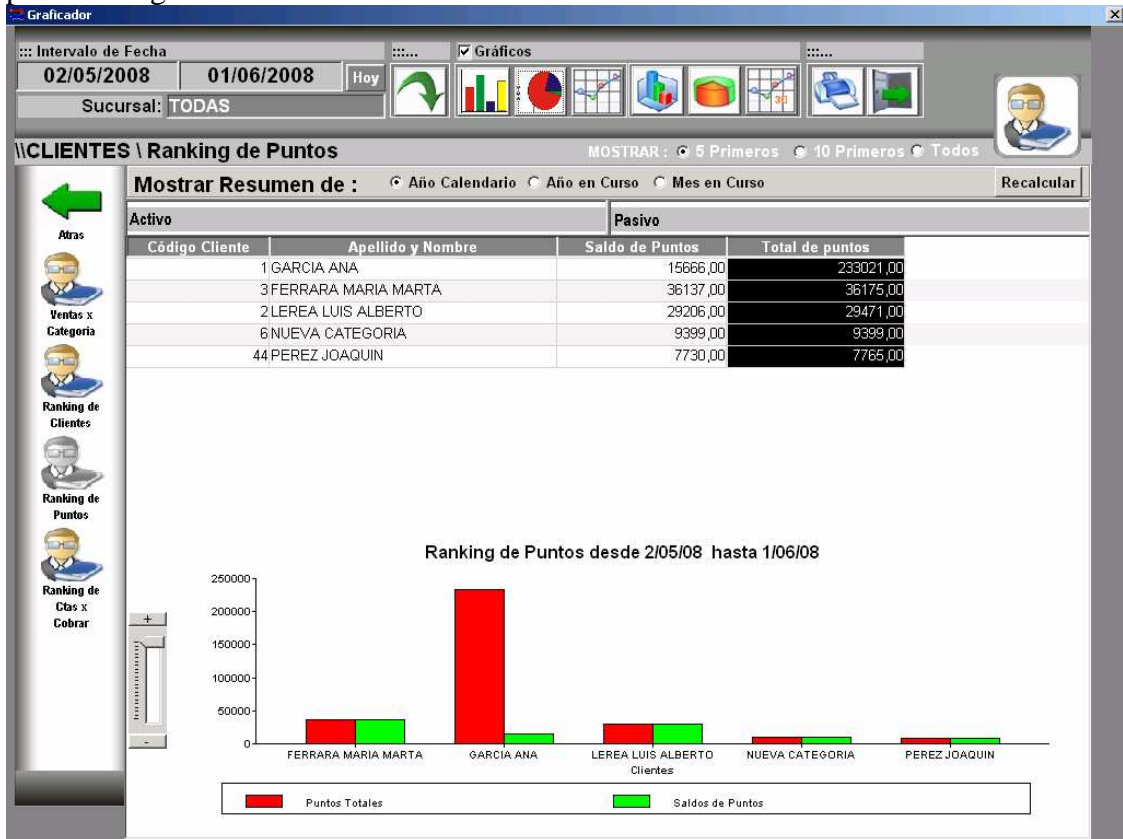 Graficador
::: Intervalo de Fecha
:::...
Gráficos
:::...
02/05/2008 01/06/2008 Hoy
Sucursal: TODAS
30
\\CLIENTES \ Ranking de Puntos
MOSTRAR : 5 Primeros 10 Primeros Todos
Mostrar Resumen de : Año Calendario Año en Curso Mes en Curso Recalcular
Activo Pasivo
Atras
Ventas x
Categoria
Ranking de
Clientes
Ranking de
Puntos
Ranking de
Ctas x
Cobrar
Código Cliente Apellido y Nombre Saldo de Puntos Total de puntos
1 GARCIA ANA 15666,00 233021,00
3 FERRARA MARIA MARTA 36137,00 36175,00
2 LEREA LUIS ALBERTO 29206,00 29471,00
6 NUEVA CATEGORIA 9399,00 9399,00
44 PEREZ JOAQUIN 7730,00 7765,00
Ranking de Puntos desde 2/05/08 hasta 1/06/08
250000
200000
150000
100000
50000
0
+
-
FERRARA MARIA MARTA GARCIA ANA LEREA LUIS ALBERTO NUEVA CATEGORIA PEREZ JOAQUIN
Clientes
Puntos Totales Saldos de Puntos